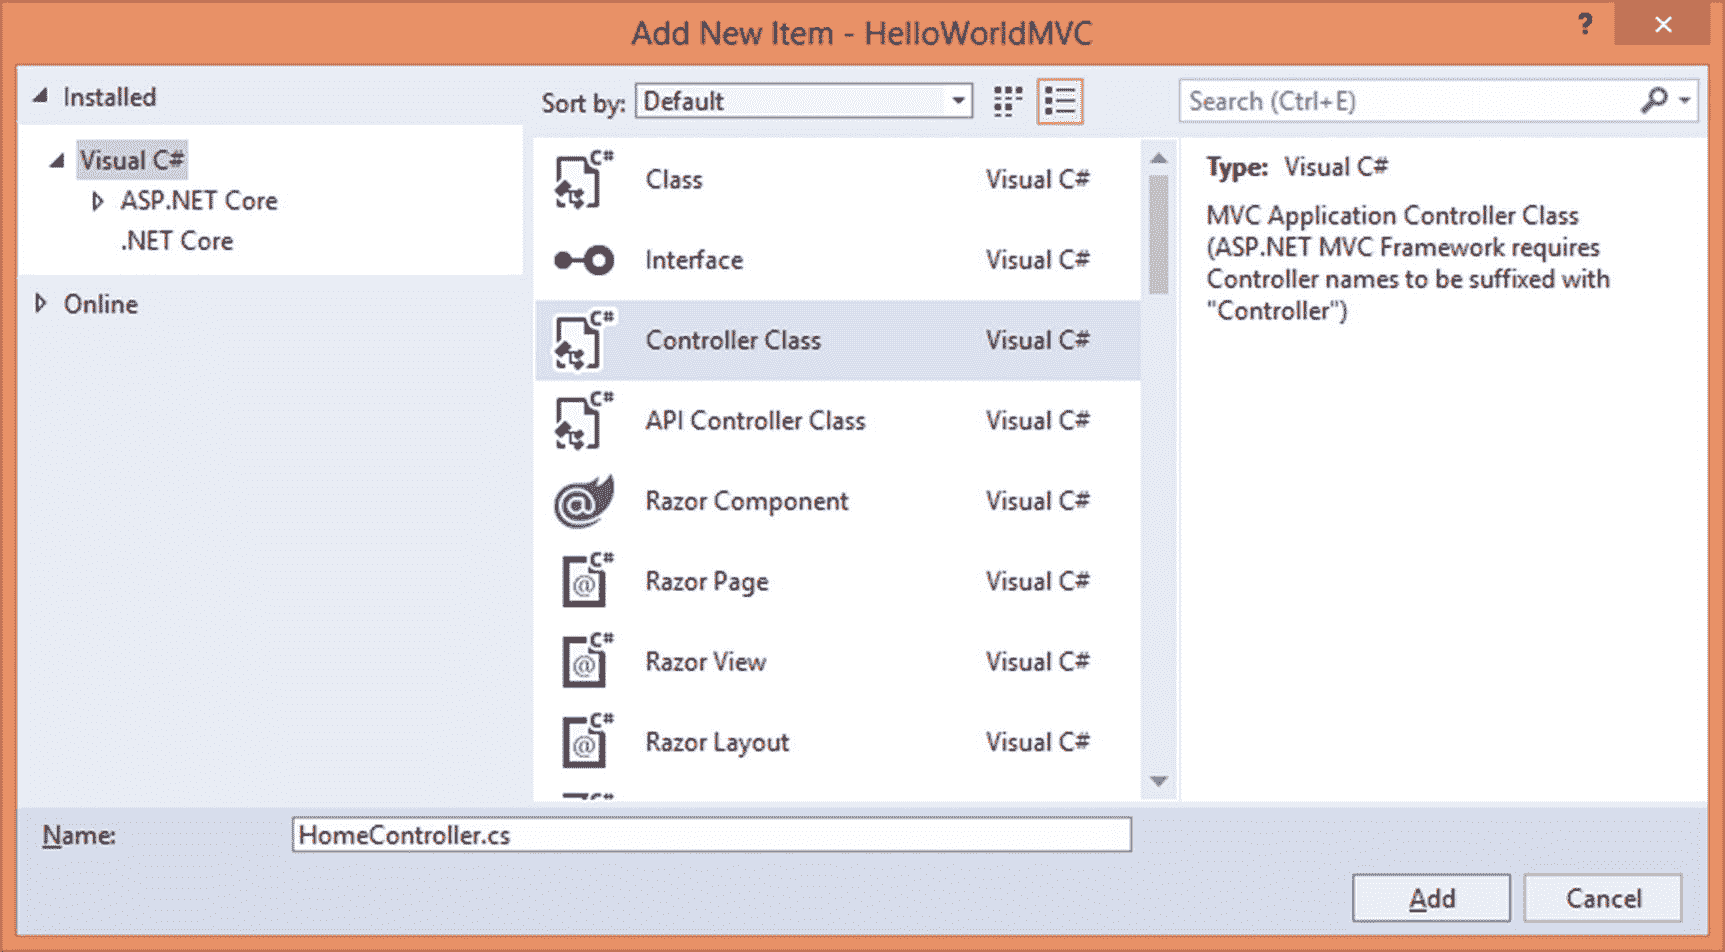 Add New Item - HelloWorldMVC
?
Installed
Sort by: Default
Search (Ctrl+E)
Visual C#
ASP.NET Core
.NET Core
Online
C#
Class Visual C#
Interface Visual C#
C#
Controller Class Visual C#
C#
API Controller Class Visual C#
@
Razor Component Visual C#
C#
@
Razor Page Visual C#
C#
@
Razor View Visual C#
C#
@
Razor Layout Visual C#
C#
Type: Visual C#
MVC Application Controller Class
(ASP.NET MVC Framework requires
Controller names to be suffixed with
"Controller")
Name: HomeController.cs
Add Cancel